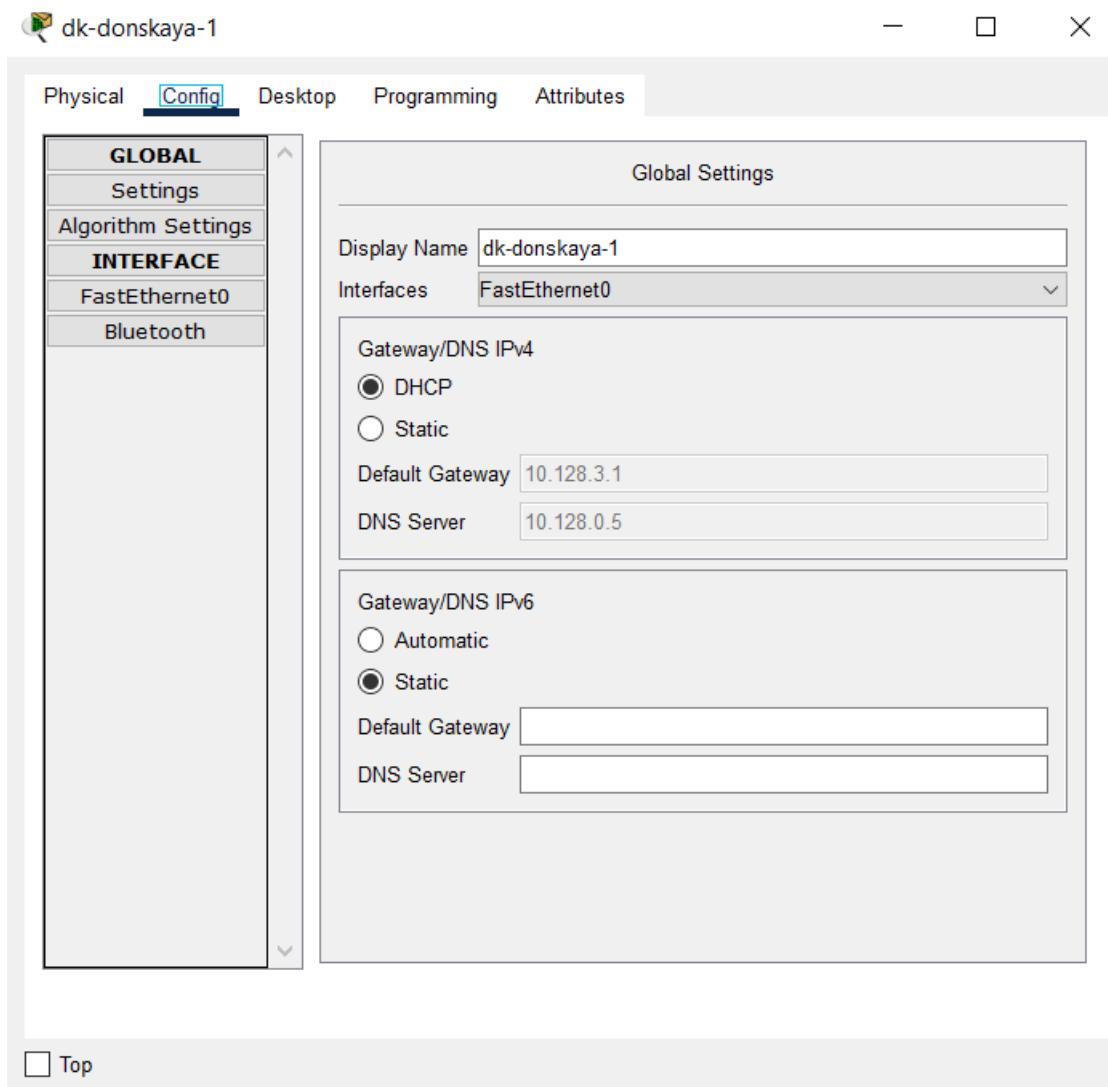 dk-donskaya-1
Physical Config Desktop Programming Attributes
GLOBAL
Settings
Algorithm Settings
INTERFACE
FastEthernet0
Bluetooth
Global Settings
Display Name dk-donskaya-1
Interfaces FastEthernet0
Gateway/DNS IPv4
DHCP
Static
Default Gateway 10.128.3.1
DNS Server 10.128.0.5
Gateway/DNS IPv6
Automatic
Static
Default Gateway
DNS Server
Top